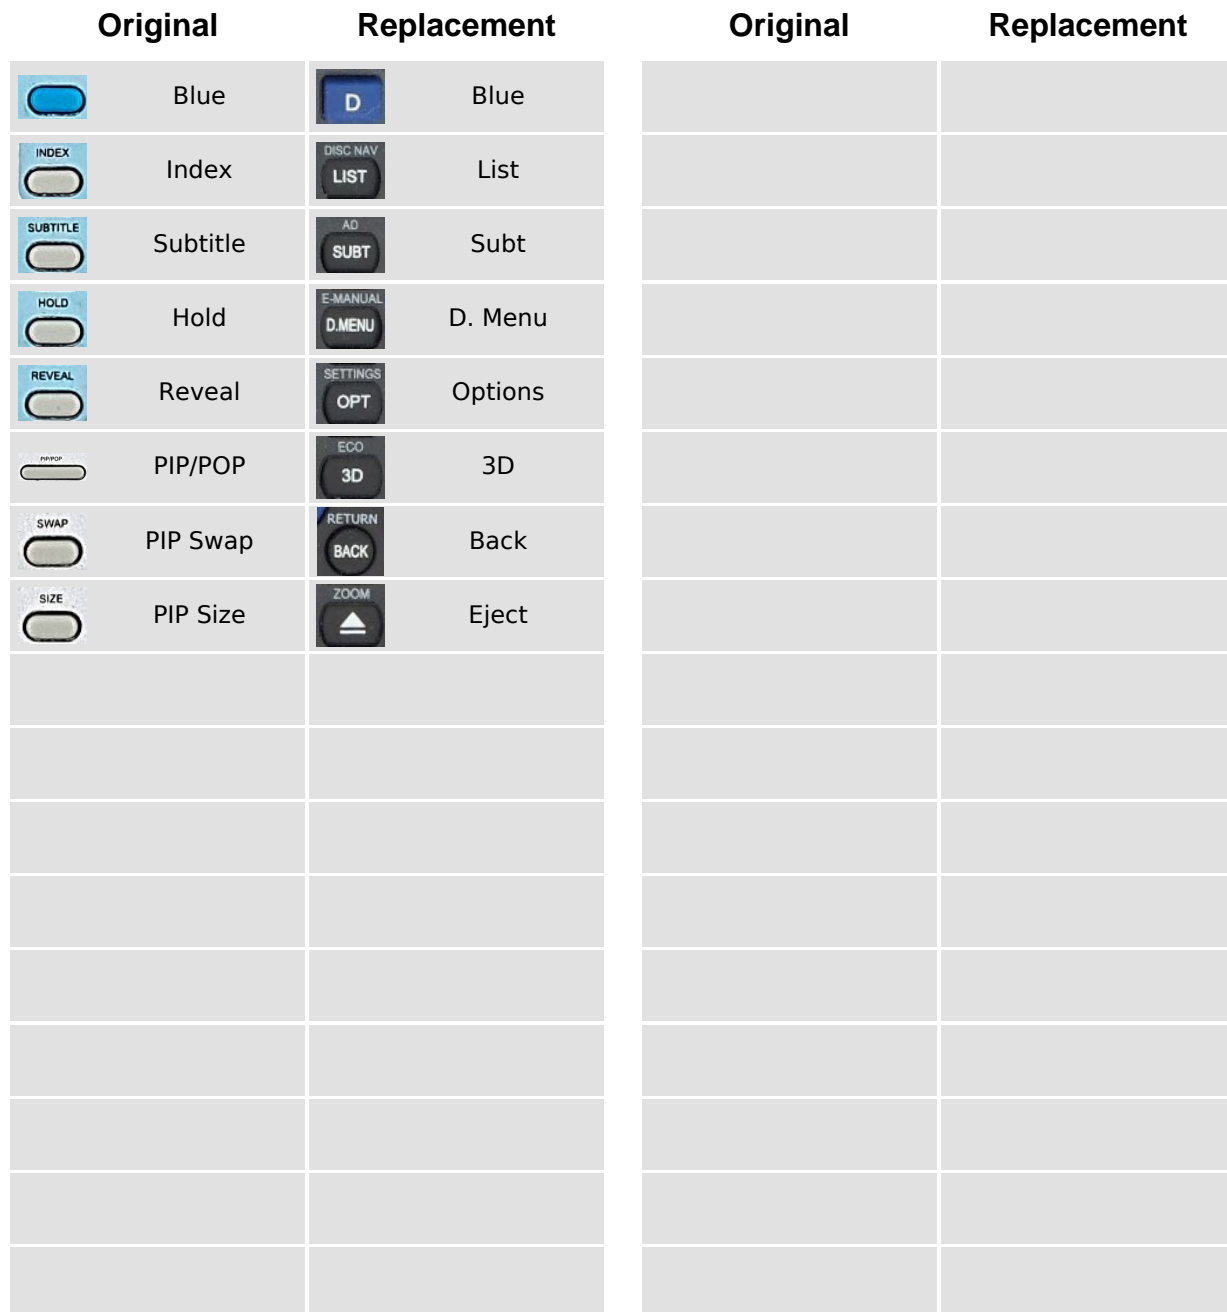 Original Replacement Original Replacement
Blue D Blue
INDEX Index DISC NAV LIST List
SUBTITLE Subtitle AD SUBT Subt
HOLD Hold E-MANUAL D.MENU D. Menu
REVEAL Reveal SETTINGS OPT Options
PIP/POP PIP/POP ECO 3D 3D
SWAP PIP Swap RETURN BACK Back
SIZE PIP Size ZOOM Eject